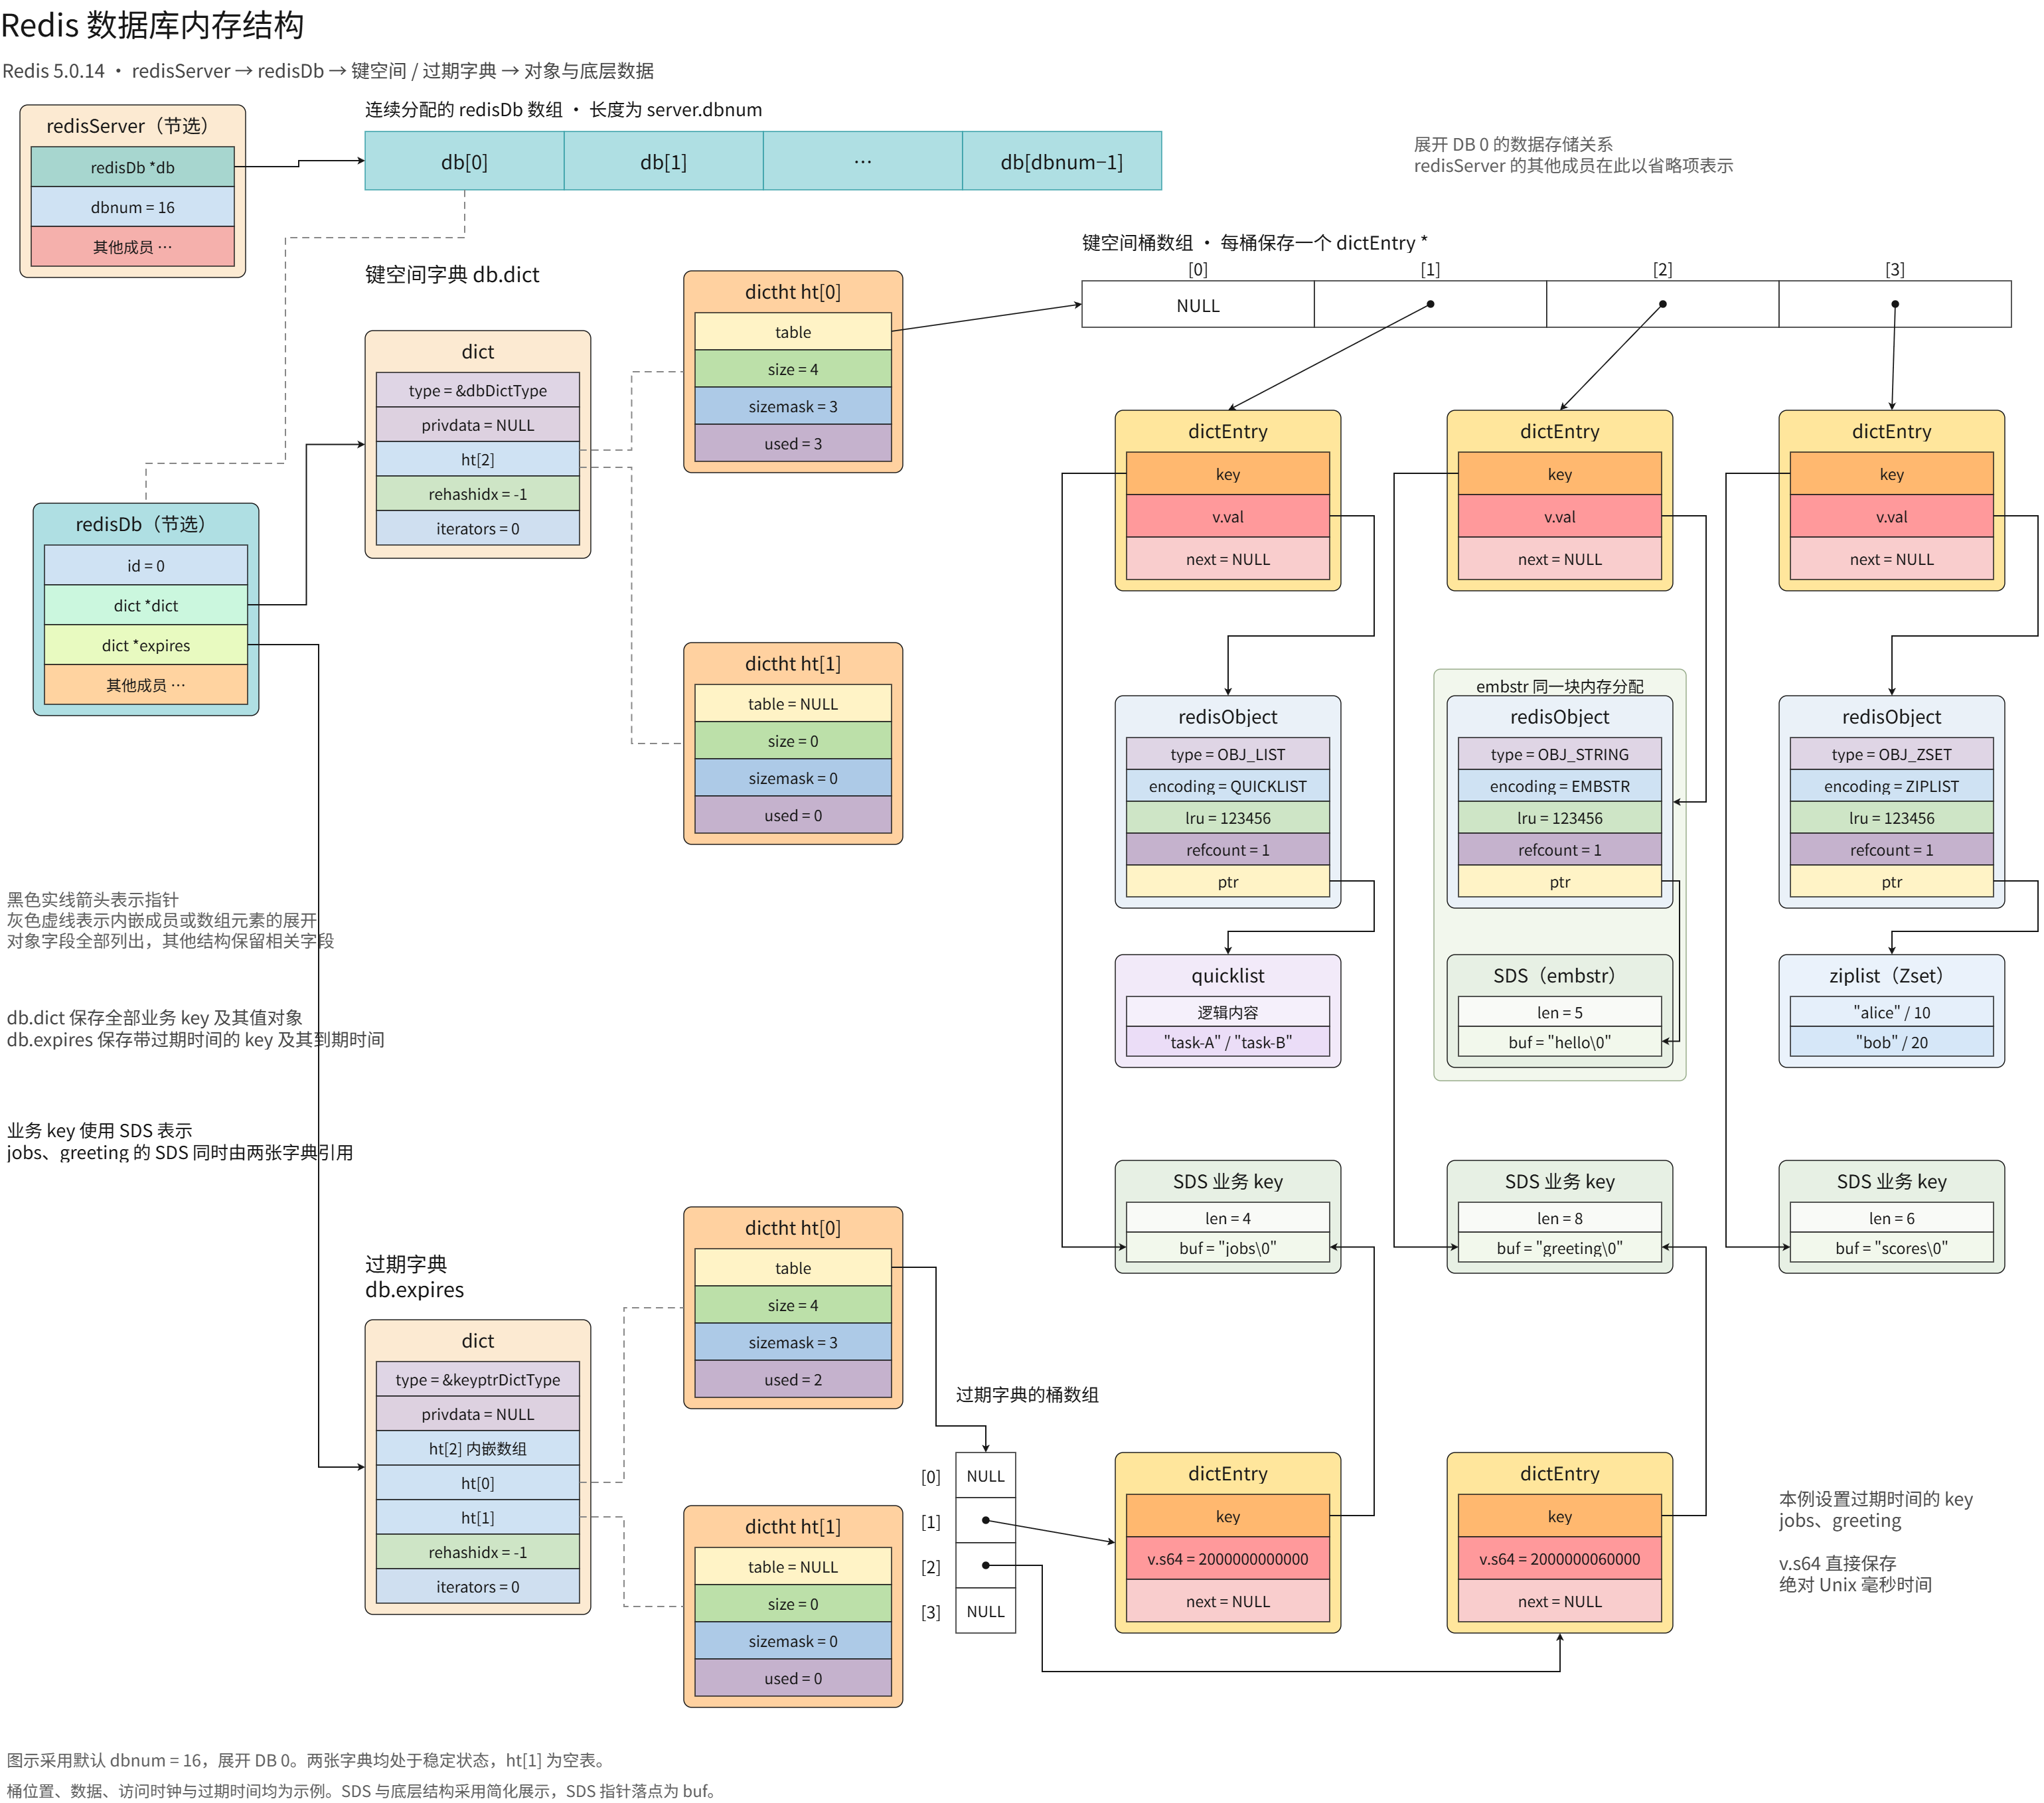 Redis 数据库内存结构
Redis 5.0.14 · redisServer → redisDb → 键空间 / 过期字典 → 对象与底层数据
redisServer（节选）
redisDb *db
dbnum = 16
其他成员 …
连续分配的 redisDb 数组 · 长度为 server.dbnum
db[0]
db[1]
…
db[dbnum−1]
展开 DB 0 的数据存储关系
redisServer 的其他成员在此以省略项表示
键空间桶数组 · 每桶保存一个 dictEntry *
[0]
[1]
[2]
[3]
NULL
键空间字典 db.dict
dict
type = &dbDictType
privdata = NULL
ht[2]
rehashidx = -1
iterators = 0
dictht ht[0]
table
size = 4
sizemask = 3
used = 3
dictht ht[1]
table = NULL
size = 0
sizemask = 0
used = 0
redisDb（节选）
id = 0
dict *dict
dict *expires
其他成员 …
dictEntry
key
v.val
next = NULL
dictEntry
key
v.val
next = NULL
dictEntry
key
v.val
next = NULL
redisObject
type = OBJ_LIST
encoding = QUICKLIST
lru = 123456
refcount = 1
ptr
embstr 同一块内存分配
redisObject
type = OBJ_STRING
encoding = EMBSTR
lru = 123456
refcount = 1
ptr
redisObject
type = OBJ_ZSET
encoding = ZIPLIST
lru = 123456
refcount = 1
ptr
quicklist
逻辑内容
"task-A" / "task-B"
SDS（embstr）
len = 5
buf = "hello\0"
ziplist（Zset）
"alice" / 10
"bob" / 20
黑色实线箭头表示指针
灰色虚线表示内嵌成员或数组元素的展开
对象字段全部列出，其他结构保留相关字段
db.dict 保存全部业务 key 及其值对象
db.expires 保存带过期时间的 key 及其到期时间
业务 key 使用 SDS 表示
jobs、greeting 的 SDS 同时由两张字典引用
SDS 业务 key
len = 4
buf = "jobs\0"
SDS 业务 key
len = 8
buf = "greeting\0"
SDS 业务 key
len = 6
buf = "scores\0"
过期字典
db.expires
dict
type = &keyptrDictType
privdata = NULL
ht[2] 内嵌数组
ht[0]
ht[1]
rehashidx = -1
iterators = 0
dictht ht[0]
table
size = 4
sizemask = 3
used = 2
dictht ht[1]
table = NULL
size = 0
sizemask = 0
used = 0
过期字典的桶数组
[0]
NULL
[1]
[2]
[3]
NULL
dictEntry
key
v.s64 = 2000000000000
next = NULL
dictEntry
key
v.s64 = 2000000060000
next = NULL
本例设置过期时间的 key
jobs、greeting
v.s64 直接保存
绝对 Unix 毫秒时间
图示采用默认 dbnum = 16，展开 DB 0。两张字典均处于稳定状态，ht[1] 为空表。
桶位置、数据、访问时钟与过期时间均为示例。SDS 与底层结构采用简化展示，SDS 指针落点为 buf。